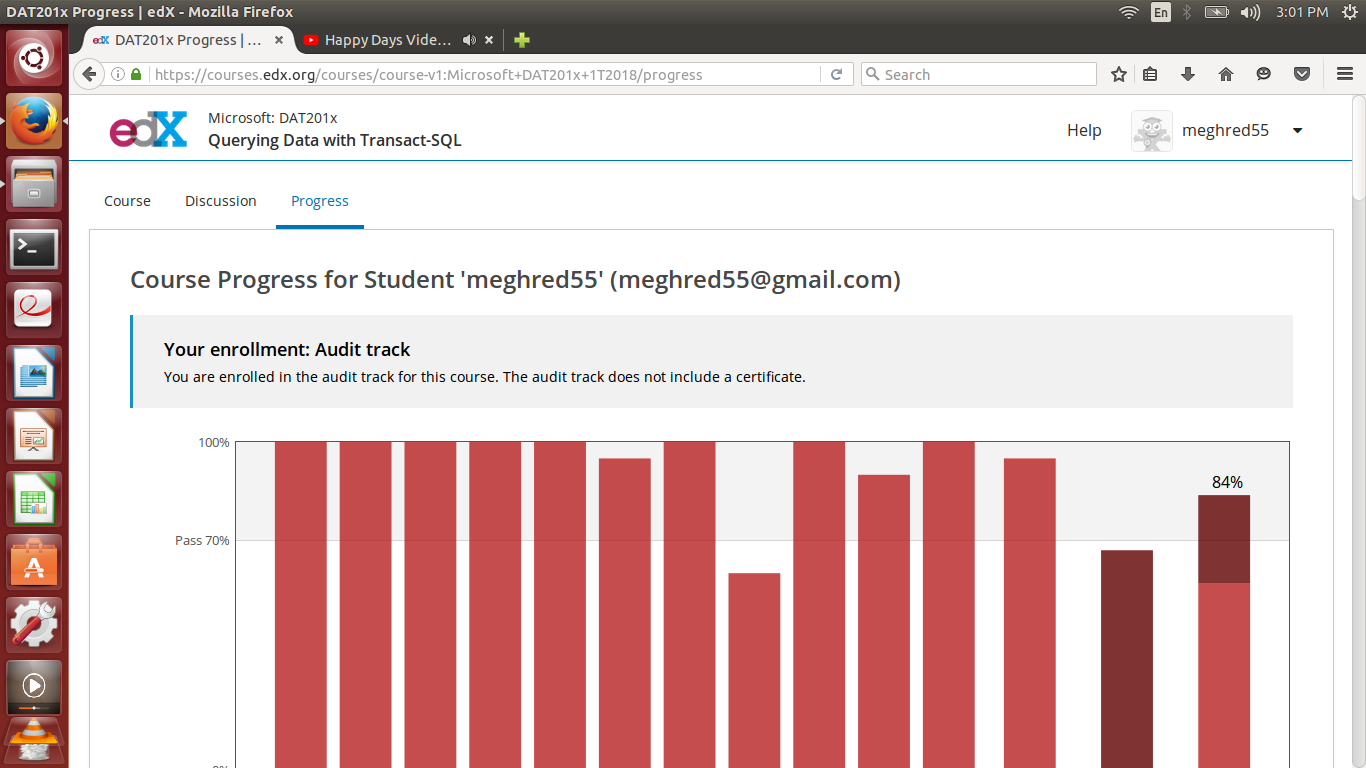 DAT201x Progress | edX - Mozilla Firefox
En
3:01 PM
edX DAT201x Progress | ...
Happy Days Vide...
https://courses.edx.org/courses/course-v1:Microsoft+DAT201x+1T2018/progress
Search
edX
Microsoft: DAT201x
Querying Data with Transact-SQL
Help
meghred55
Course
Discussion
Progress
Course Progress for Student 'meghred55' (meghred55@gmail.com)
Your enrollment: Audit track
You are enrolled in the audit track for this course. The audit track does not include a certificate.
100%
84%
Pass 70%